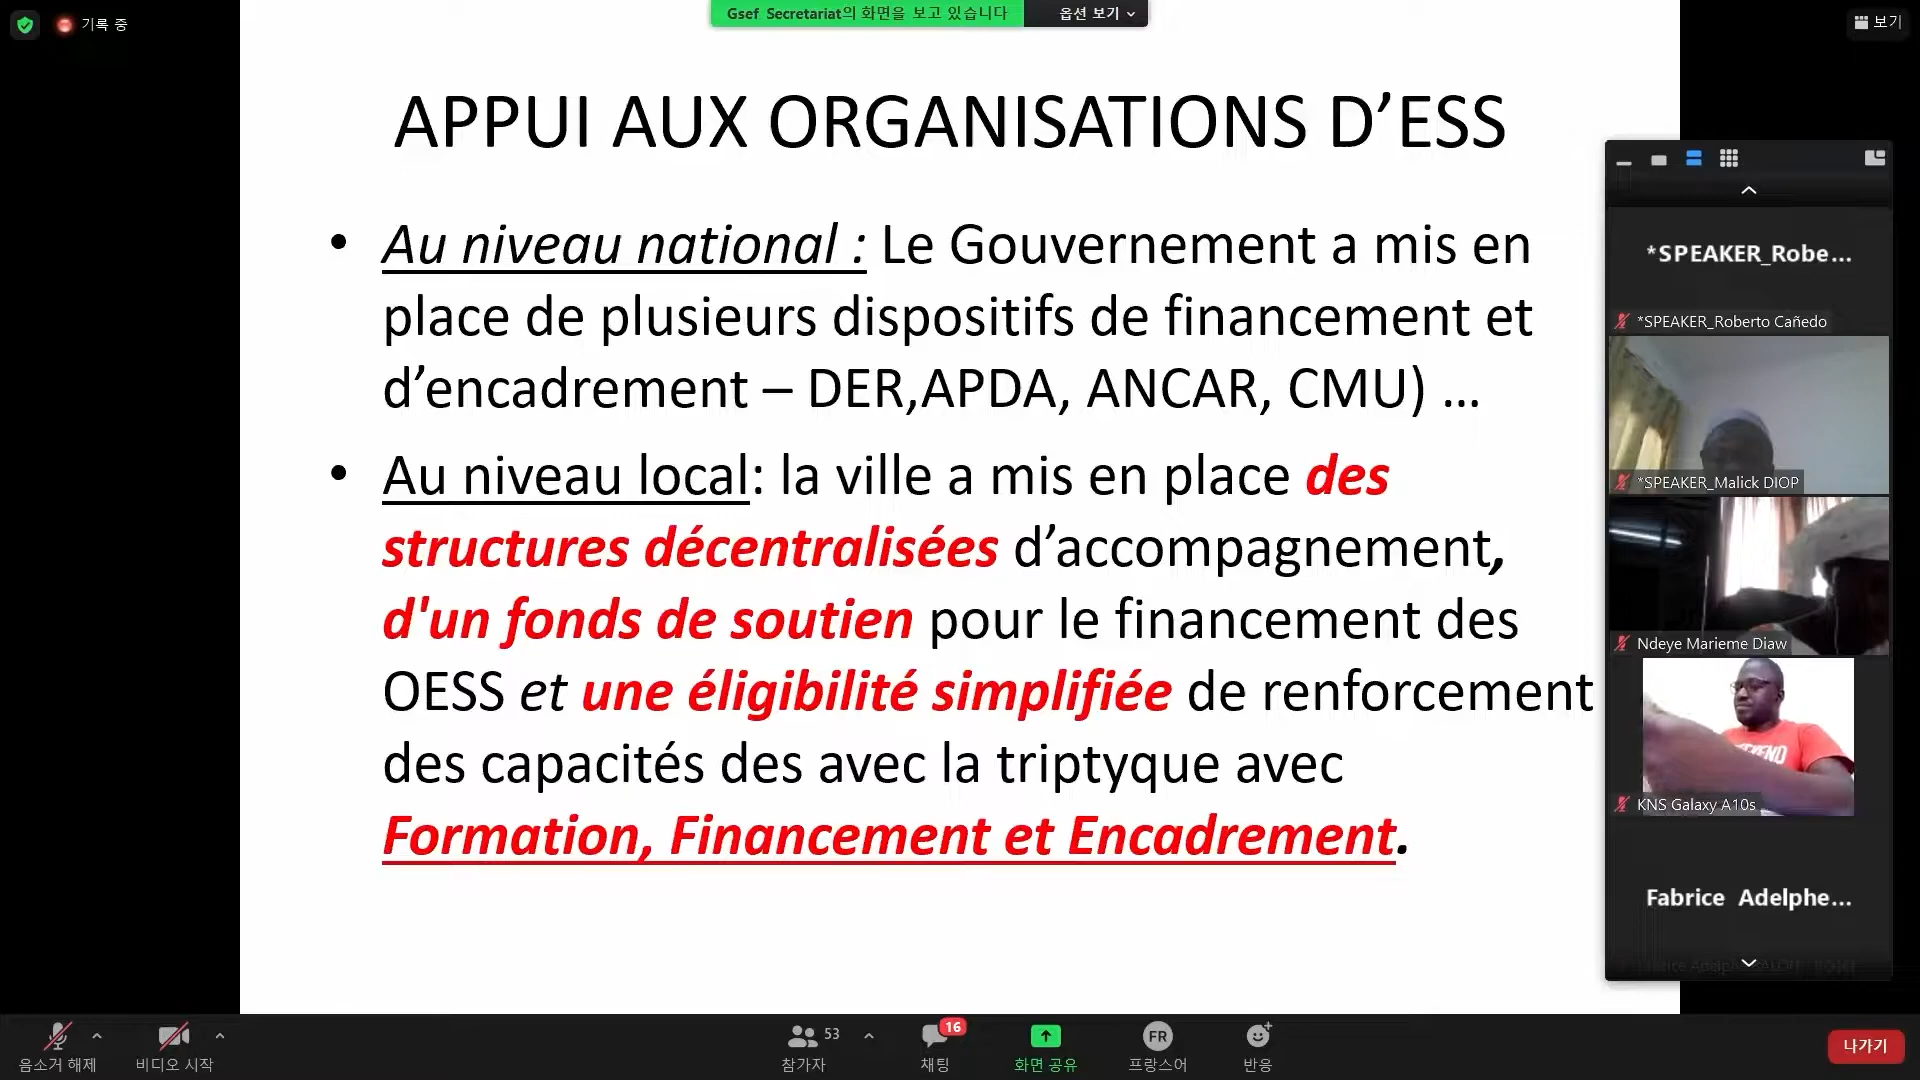 기록 중
Gsef Secretariat의 화면을 보고 있습니다
옵션 보기
보기
APPUI AUX ORGANISATIONS D’ESS
• Au niveau national : Le Gouvernement a mis en
place de plusieurs dispositifs de financement et
d’encadrement – DER,APDA, ANCAR, CMU) ...
• Au niveau local: la ville a mis en place des
structures décentralisées d’accompagnement,
d'un fonds de soutien pour le financement des
OESS et une éligibilité simplifiée de renforcement
des capacités des avec la triptyque avec
Formation, Financement et Encadrement.
*SPEAKER_Robe...
*SPEAKER_Roberto Cañedo
*SPEAKER_Malick DIOP
Ndeye Marieme Diaw
KNS Galaxy A10s
Fabrice Adelphe...
음소거 해제
비디오 시작
53
참가자
16
채팅
화면 공유
FR
프랑스어
반응
나가기